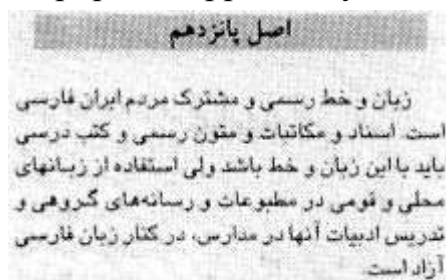 اصل پانزدهم
زبان و خط رسمی و مشترک مردم ایران فارسی
است. اسناد و مکاتبات و متون رسمی و کتب درسی
باید با این زبان و خط باشد ولی استفاده از زبانهای
محلی و قومی در مطبوعات و رسانه‌های گروهی و
تدریس ادبیات آنها در مدارس، در کنار زبان فارسی
آزاد است.